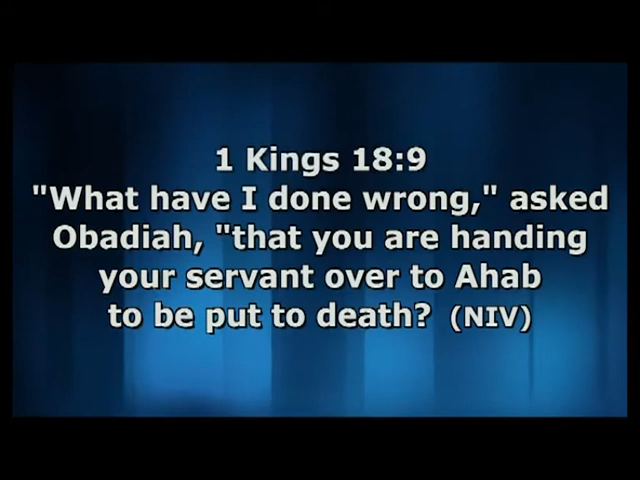 1 Kings 18:9
"What have I done wrong," asked
Obadiah, "that you are handing
your servant over to Ahab
to be put to death? (NIV)